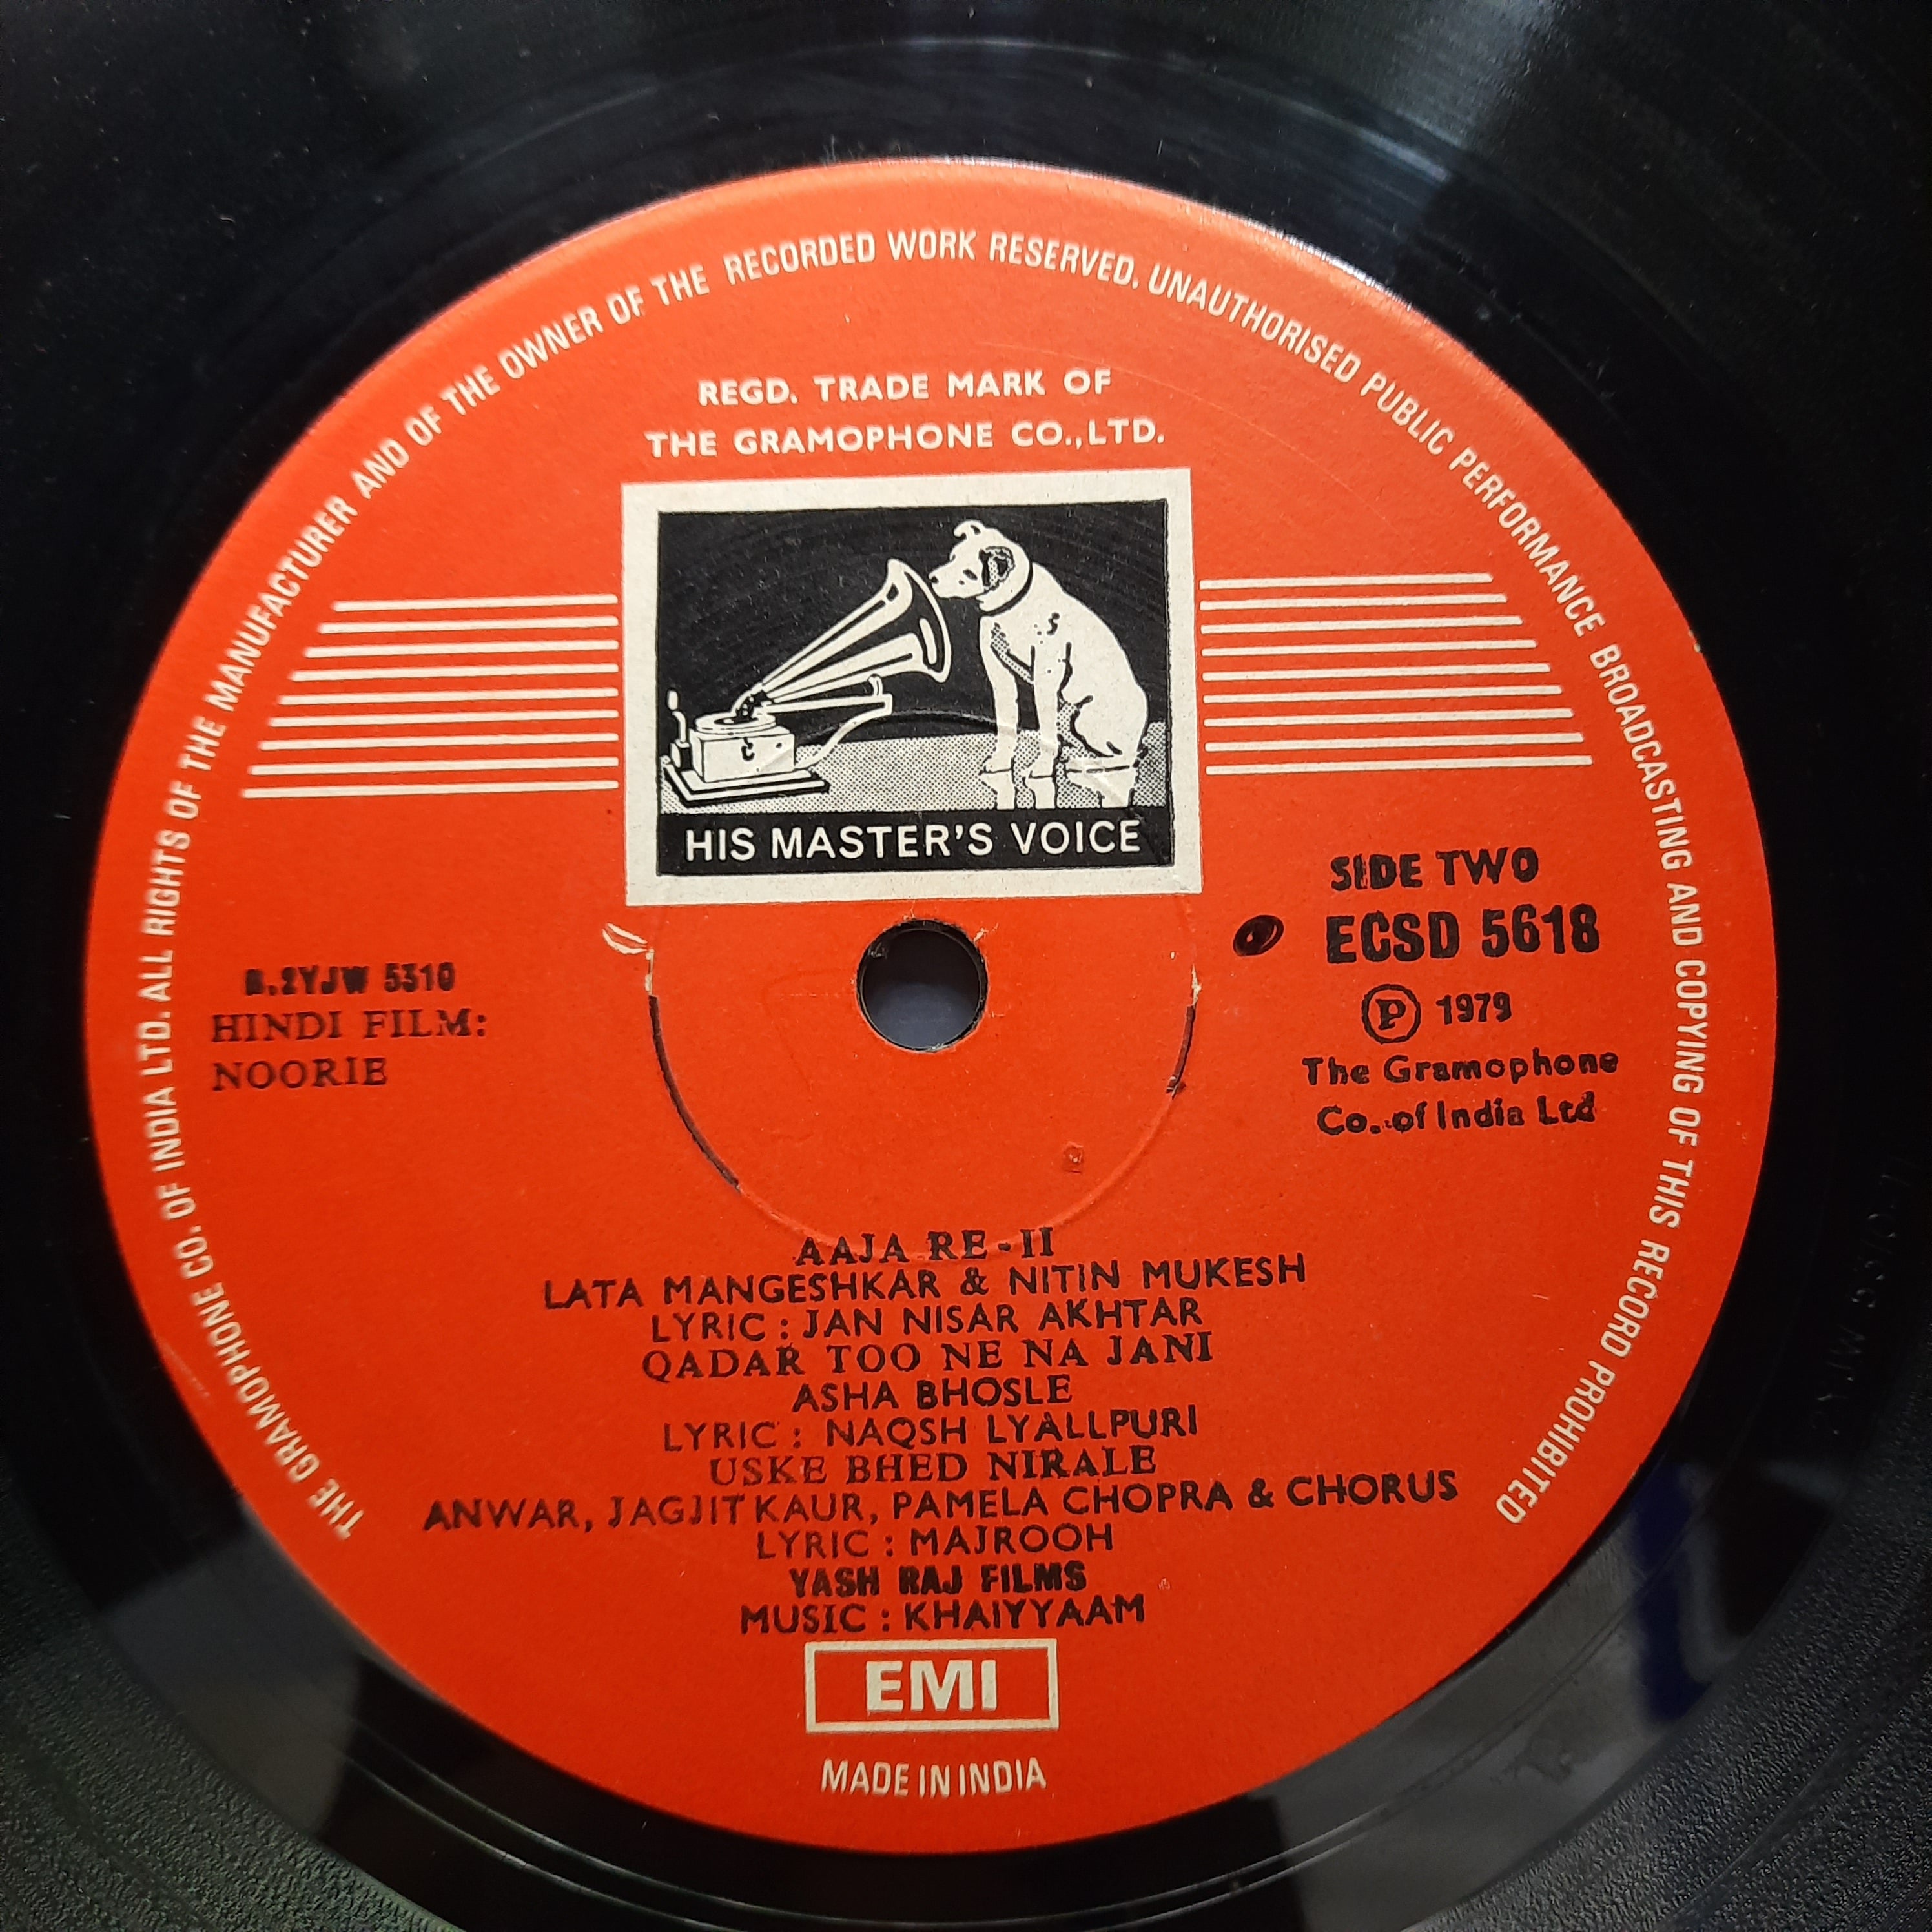 THE GRAMOPHONE CO. OF INDIA LTD. ALL RIGHTS OF THE MANUFACTURER AND OF THE OWNER OF THE RECORDED WORK RESERVED. UNAUTHORISED PUBLIC PERFORMANCE BROADCASTING AND COPYING OF THIS RECORD PROHIBITED
REGD. TRADE MARK OF
THE GRAMOPHONE CO.,LTD.
HIS MASTER'S VOICE
SIDE TWO
ECSD 5618
Ⓟ 1979
The Gramophone
Co. of India Ltd
2YJW 5310
HINDI FILM:
NOORIE
AAJA RE-II
LATA MANGESHKAR & NITIN MUKESH
LYRIC : JAN NISAR AKHTAR
QADAR TOO NE NA JANI
ASHA BHOSLE
LYRIC : NAQSH LYALLPURI
USKE BHED NIRALE
ANWAR, JAGJIT KAUR, PAMELA CHOPRA & CHORUS
LYRIC : MAJROOH
YASH RAJ FILMS
MUSIC : KHAIYYAAM
EMI
MADE IN INDIA